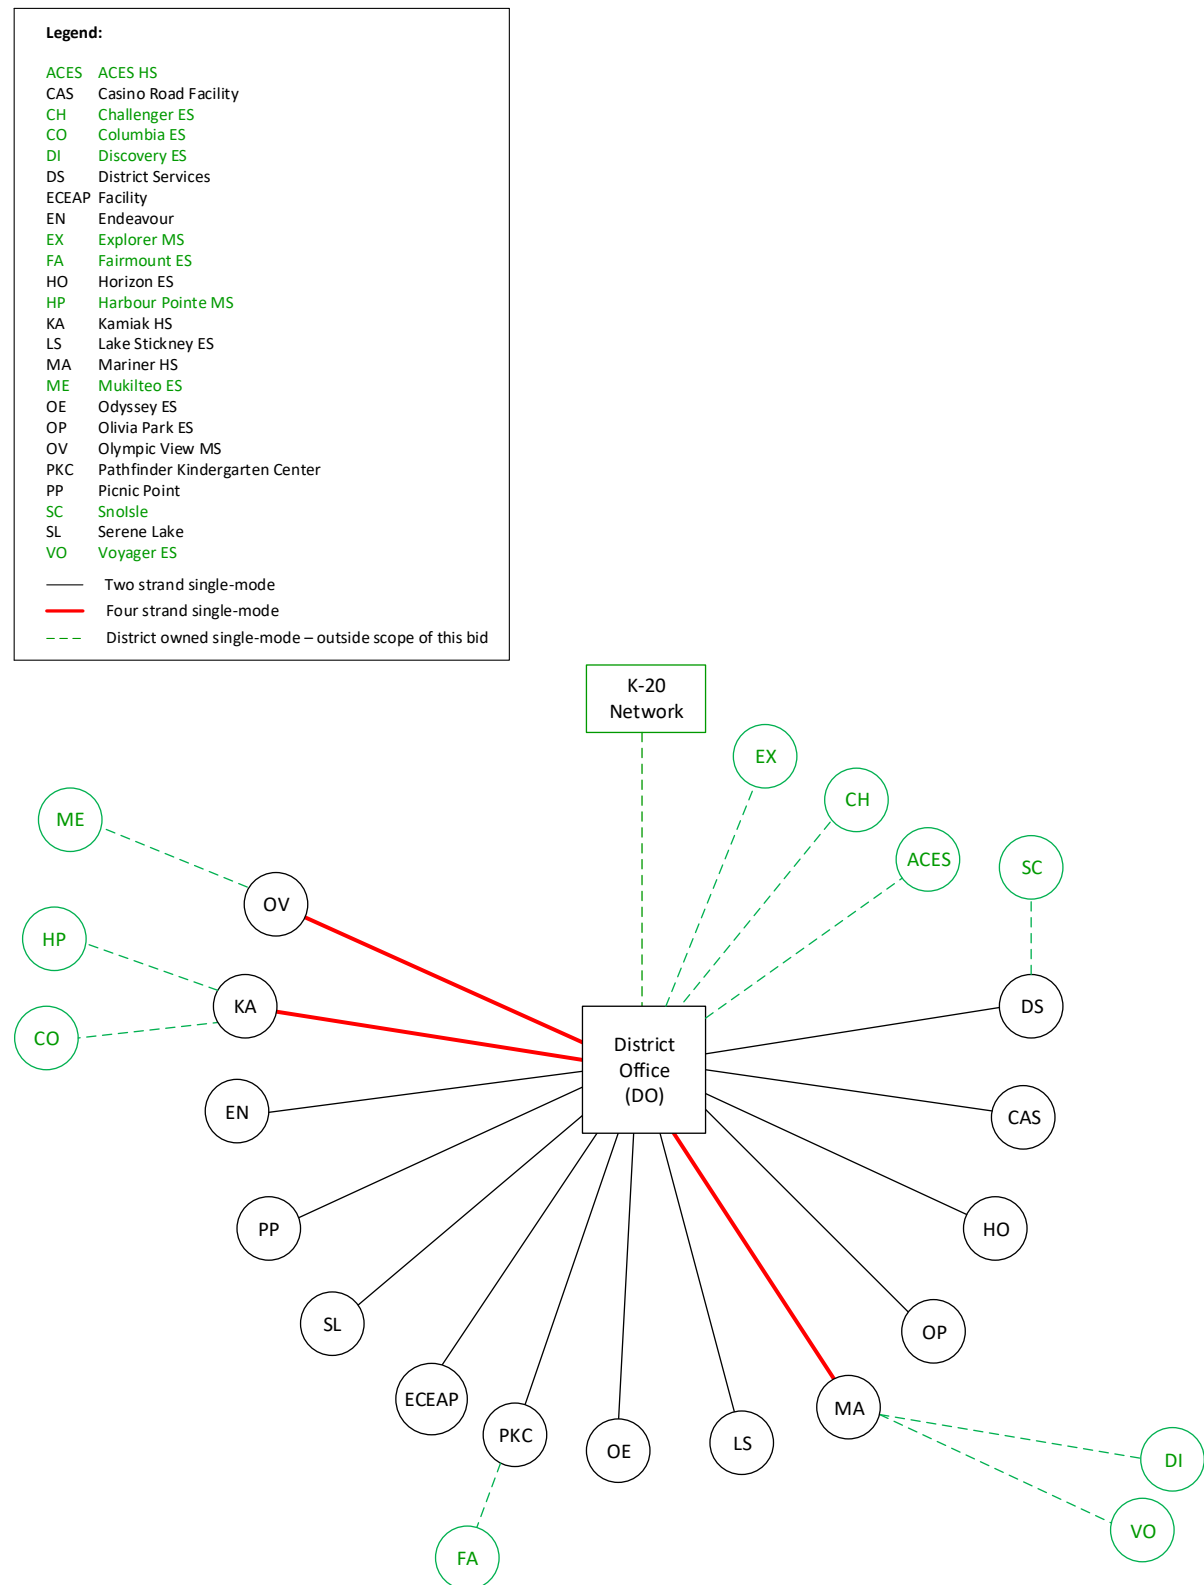 Legend:
ACES ACES HS
CAS Casino Road Facility
CH Challenger ES
CO Columbia ES
DI Discovery ES
DS District Services
ECEAP Facility
EN Endeavour
EX Explorer MS
FA Fairmount ES
HO Horizon ES
HP Harbour Pointe MS
KA Kamiak HS
LS Lake Stickney ES
MA Mariner HS
ME Mukilteo ES
OE Odyssey ES
OP Olivia Park ES
OV Olympic View MS
PKC Pathfinder Kindergarten Center
PP Picnic Point
SC SnoIsle
SL Serene Lake
VO Voyager ES
Two strand single-mode
Four strand single-mode
District owned single-mode – outside scope of this bid
K-20
Network
EX
CH
ME
ACES
SC
OV
HP
KA
DS
CO
District
Office
(DO)
EN
CAS
PP
HO
SL
OP
ECEAP
MA
PKC
LS
OE
DI
VO
FA